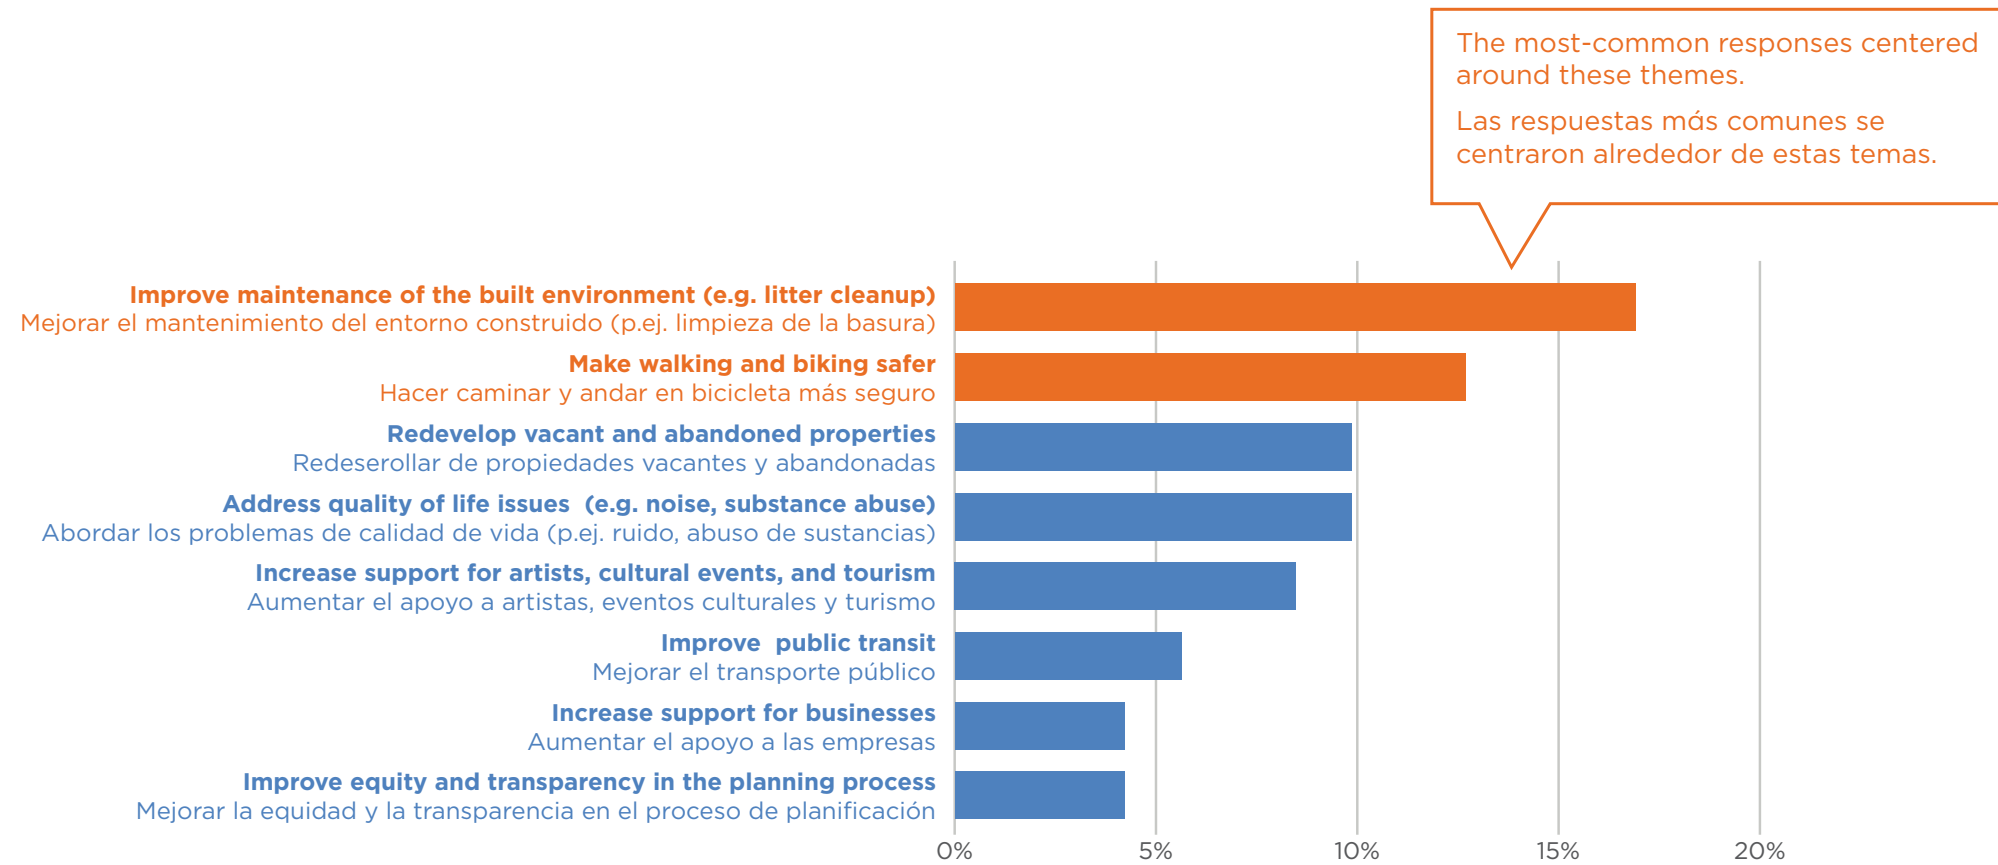 The most-common responses centered
around these themes.
Las respuestas más comunes se
centraron alrededor de estas temas.
Improve maintenance of the built environment (e.g. litter cleanup)
Mejorar el mantenimiento del entorno construido (p.ej. limpieza de la basura)
Make walking and biking safer
Hacer caminar y andar en bicicleta más seguro
Redevelop vacant and abandoned properties
Redeserollar de propiedades vacantes y abandonadas
Address quality of life issues  (e.g. noise, substance abuse)
Abordar los problemas de calidad de vida (p.ej. ruido, abuso de sustancias)
Increase support for artists, cultural events, and tourism
Aumentar el apoyo a artistas, eventos culturales y turismo
Improve  public transit
Mejorar el transporte público
Increase support for businesses
Aumentar el apoyo a las empresas
Improve equity and transparency in the planning process
Mejorar la equidad y la transparencia en el proceso de planificación
0% 5% 10% 15% 20%